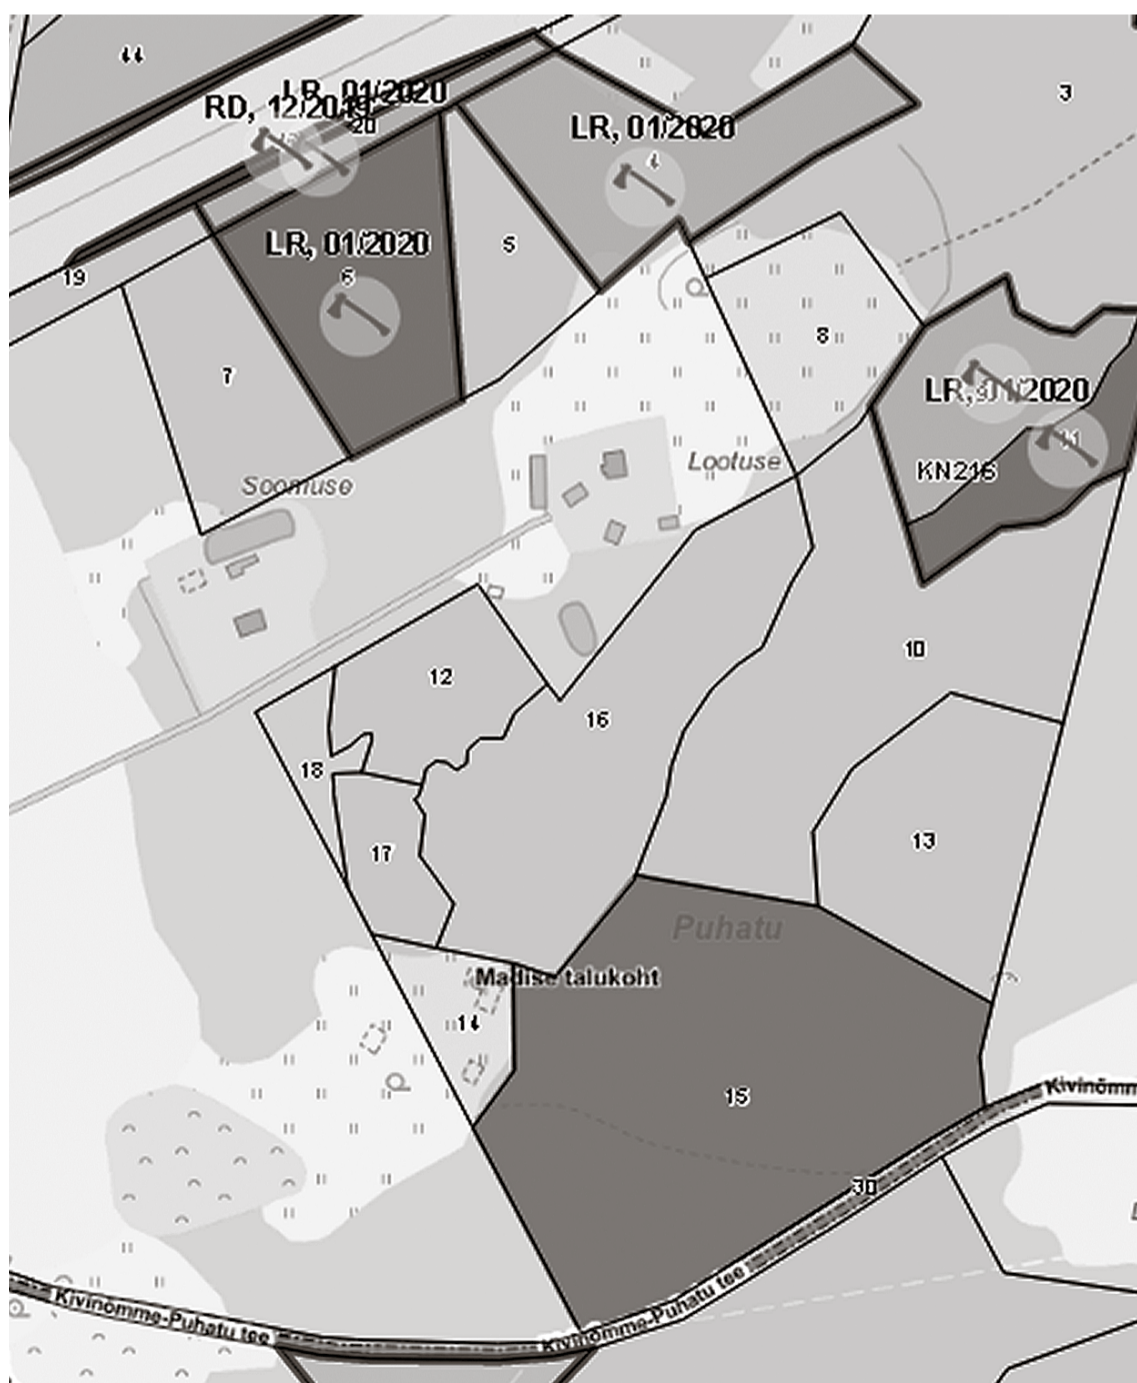 44
3
LR, 01/2020
RD, 12/2019
20
LR, 01/2020
4
LR, 01/2020
5
6
19
7
8
LR, 01/2020
11
KN216
Lootuse
Soomuse
10
12
16
18
13
17
Puhatu
Madise talukoht
14
15
Kivinõmm
30
Kivinõmme-Puhatu tee
Kivinõmme-Puhatu tee